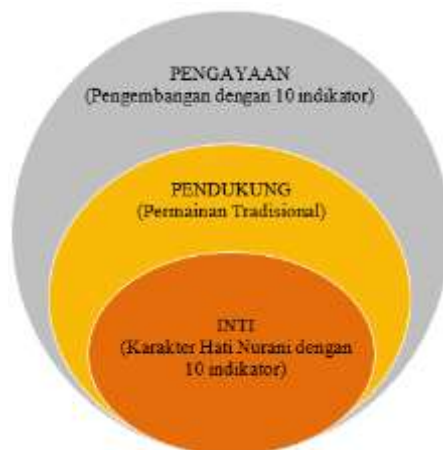 PENGAYAAN
(Pengembangan dengan 10 indikator)
PENDUKUNG
(Permainan Tradisional)
INTI
(Karakter Hati Nurani dengan
10 indikator)